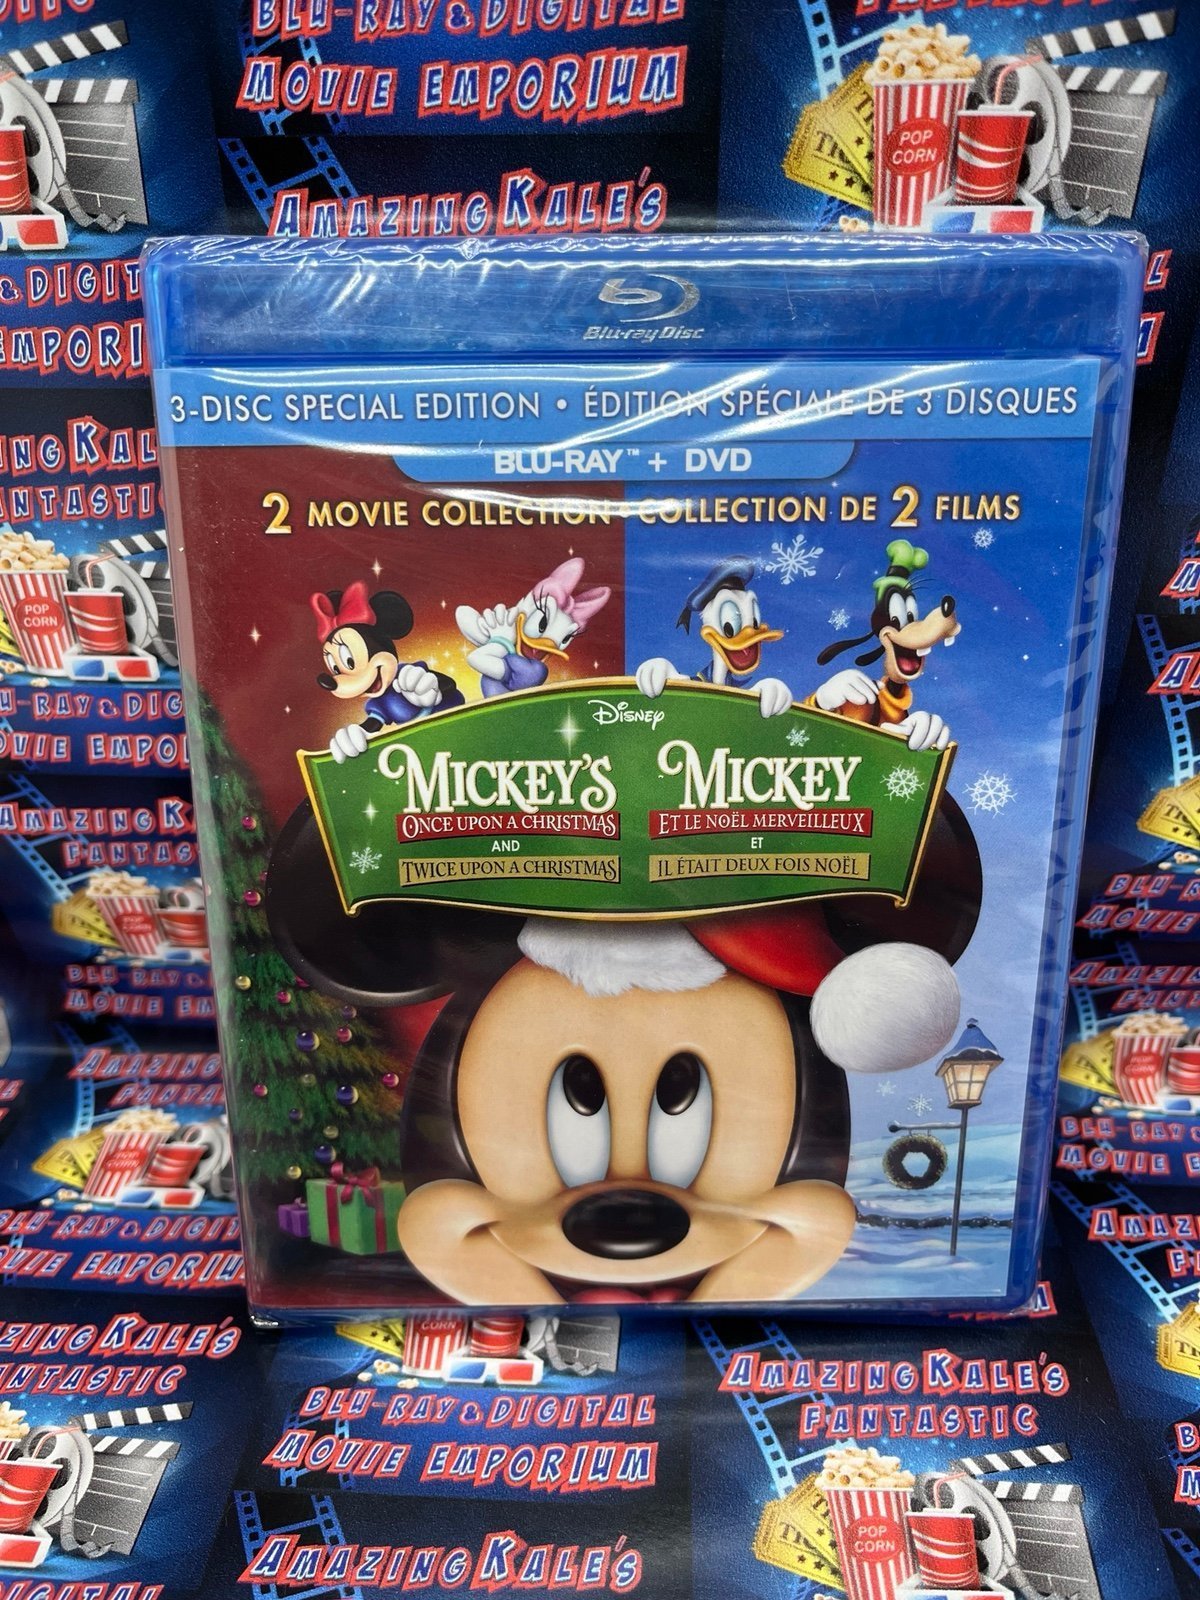 BLU-RAY & DIGITAL
MOVIE EMPORIUM
AMAZING KALE'S
POP CORN
Blu-ray Disc
3-DISC SPECIAL EDITION • ÉDITION SPÉCIALE DE 3 DISQUES
BLU-RAY™ + DVD
2 MOVIE COLLECTION • COLLECTION DE 2 FILMS
DISNEY
MICKEY'S
ONCE UPON A CHRISTMAS
AND
TWICE UPON A CHRISTMAS
MICKEY
ET LE NOËL MERVEILLEUX
ET
IL ÉTAIT DEUX FOIS NOËL
BLU-RAY & DIGITAL
MOVIE EMPORIUM
AMAZING KALE'S
FANTASTIC
POP CORN
AMAZING KALE'S